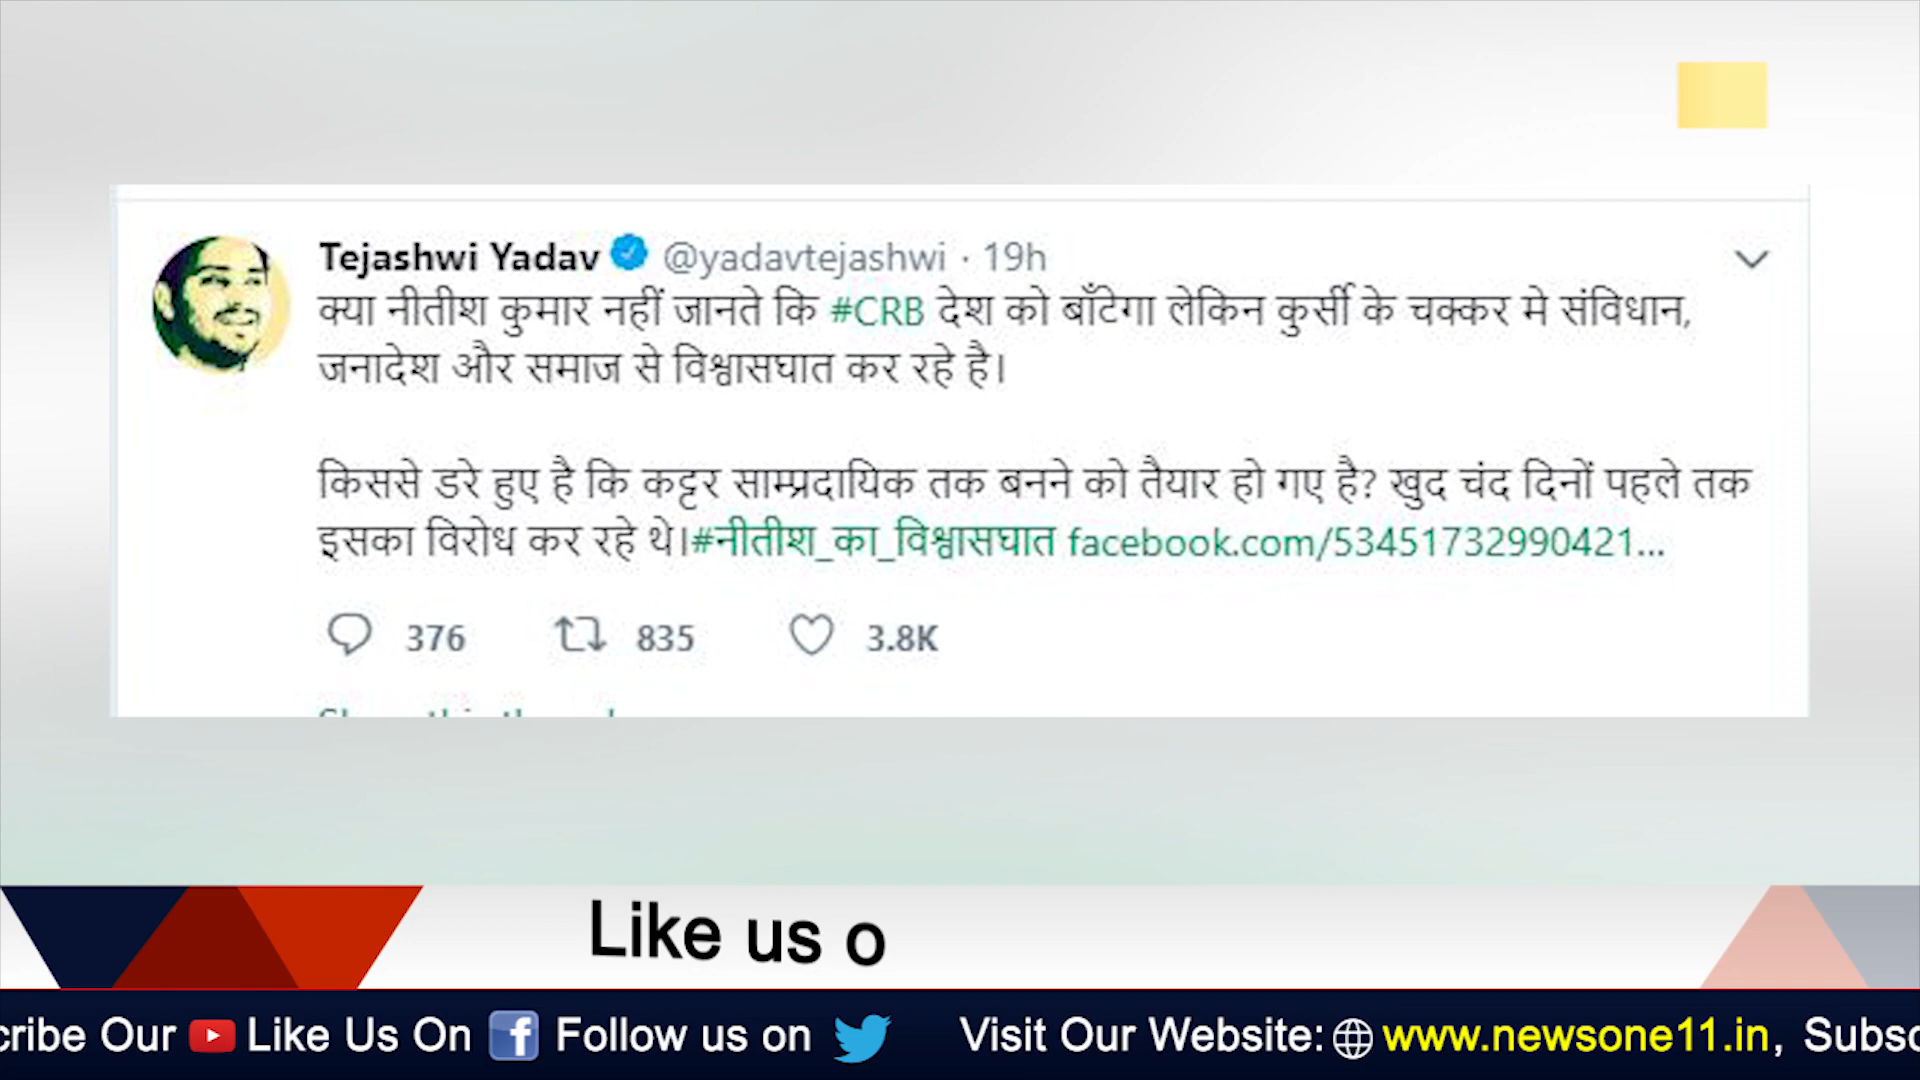 Tejashwi Yadav @yadavtejashwi · 19h
क्या नीतीश कुमार नहीं जानते कि #CRB देश को बाँटेगा लेकिन कुर्सी के चक्कर मे संविधान,
जनादेश और समाज से विश्वासघात कर रहे है।
किससे डरे हुए है कि कट्टर साम्प्रदायिक तक बनने को तैयार हो गए है? खुद चंद दिनों पहले तक
इसका विरोध कर रहे थे।#नीतीश_का_विश्वासघात facebook.com/53451732990421...
376 835 3.8K
Like us o
cribe Our Like Us On Follow us on Visit Our Website: www.newsone11.in, Subsc